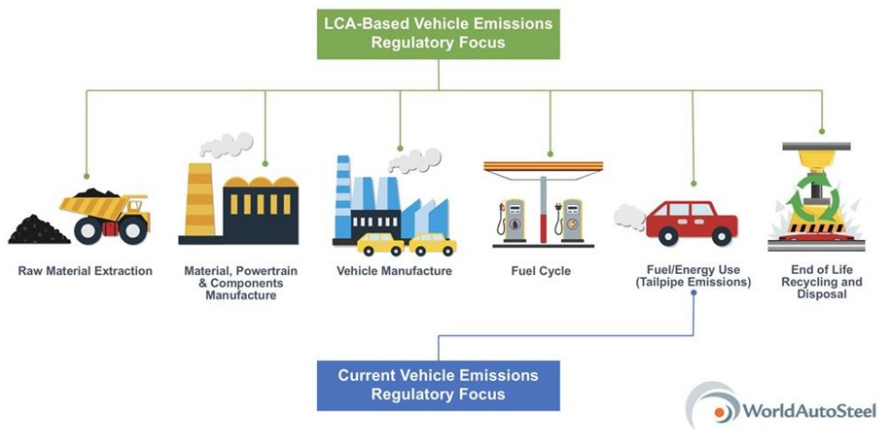 LCA-Based Vehicle Emissions
Regulatory Focus
Raw Material Extraction
Material, Powertrain
& Components
Manufacture
Vehicle Manufacture
Fuel Cycle
Fuel/Energy Use
(Tailpipe Emissions)
End of Life
Recycling and
Disposal
Current Vehicle Emissions
Regulatory Focus
WorldAutoSteel